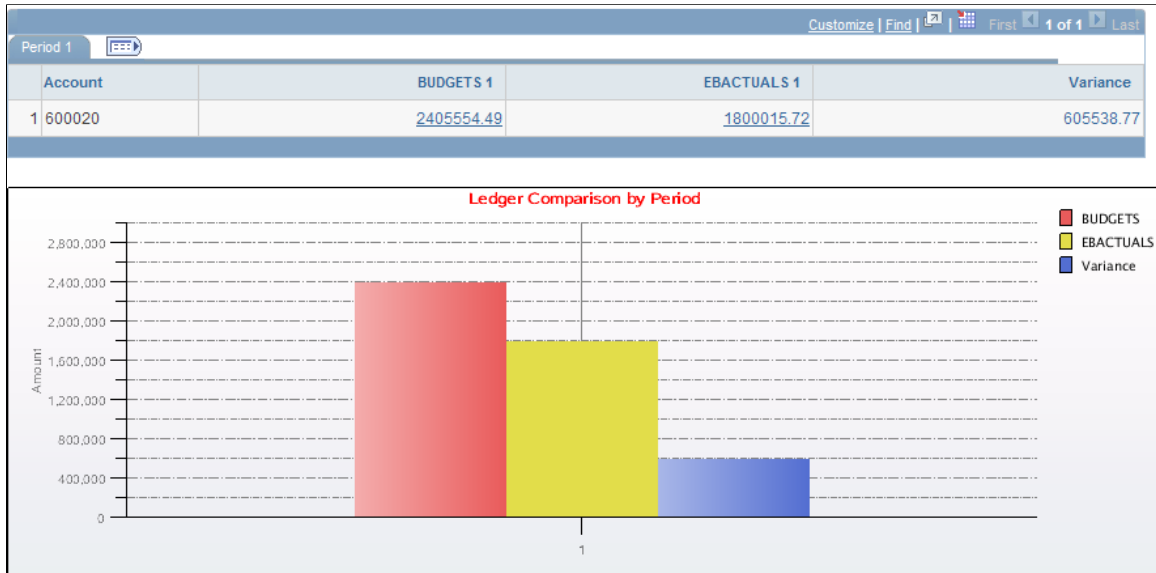 Customize | Find | | First 1 of 1 Last
Period 1
Account BUDGETS 1 EBACTUALS 1 Variance
1 600020 2405554.49 1800015.72 605538.77
Ledger Comparison by Period
BUDGETS
EBACTUALS
Variance
Amount
2,800,000
2,400,000
2,000,000
1,600,000
1,200,000
800,000
400,000
0
1